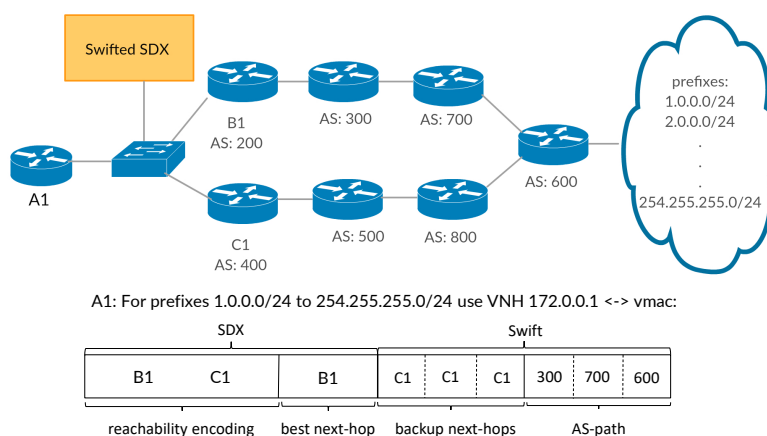 Swifted SDX
prefixes:
1.0.0.0/24
2.0.0.0/24
.
.
.
254.255.255.0/24
B1
AS: 200
AS: 300
AS: 700
AS: 600
A1
C1
AS: 400
AS: 500
AS: 800
A1: For prefixes 1.0.0.0/24 to 254.255.255.0/24 use VNH 172.0.0.1 <-> vmac:
SDX Swift
B1 C1 B1 C1 C1 C1 300 700 600
reachability encoding best next-hop backup next-hops AS-path